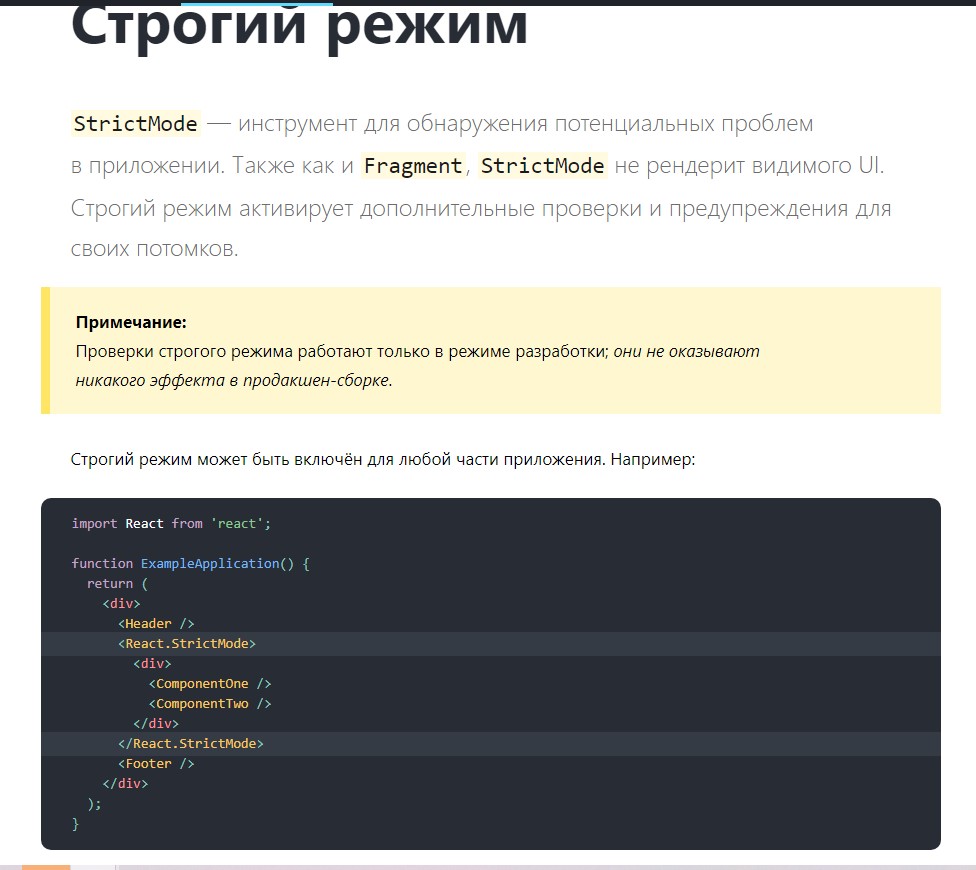 Строгий режим
StrictMode — инструмент для обнаружения потенциальных проблем
в приложении. Также как и Fragment, StrictMode не рендерит видимого UI.
Строгий режим активирует дополнительные проверки и предупреждения для
своих потомков.
Примечание:
Проверки строгого режима работают только в режиме разработки; они не оказывают
никакого эффекта в продакшен-сборке.
Строгий режим может быть включён для любой части приложения. Например:
import React from 'react';
function ExampleApplication() {
  return (
    <div>
      <Header />
      <React.StrictMode>
        <div>
          <ComponentOne />
          <ComponentTwo />
        </div>
      </React.StrictMode>
      <Footer />
    </div>
  );
}